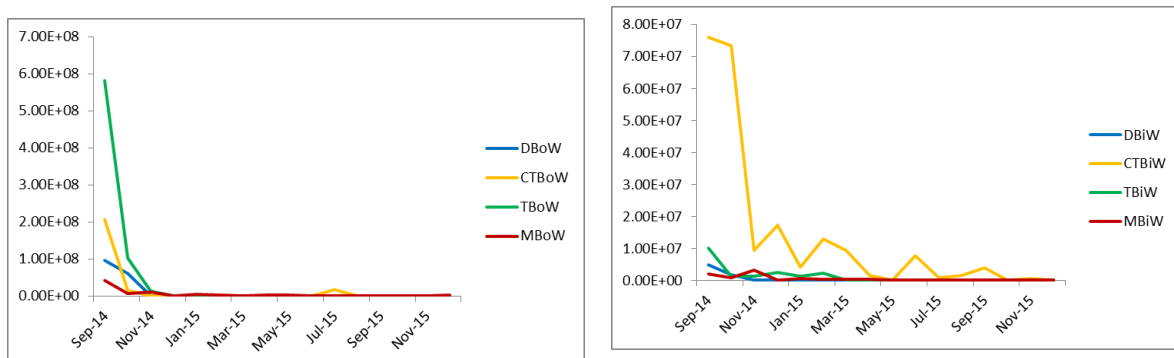 7.00E+08
6.00E+08
5.00E+08
4.00E+08
3.00E+08
2.00E+08
1.00E+08
0.00E+00
Sep-14
Nov-14
Jan-15
Mar-15
May-15
Jul-15
Sep-15
Nov-15
DBoW
CTBoW
TBoW
MBoW
8.00E+07
7.00E+07
6.00E+07
5.00E+07
4.00E+07
3.00E+07
2.00E+07
1.00E+07
0.00E+00
Sep-14
Nov-14
Jan-15
Mar-15
May-15
Jul-15
Sep-15
Nov-15
DBiW
CTBiW
TBiW
MBiW